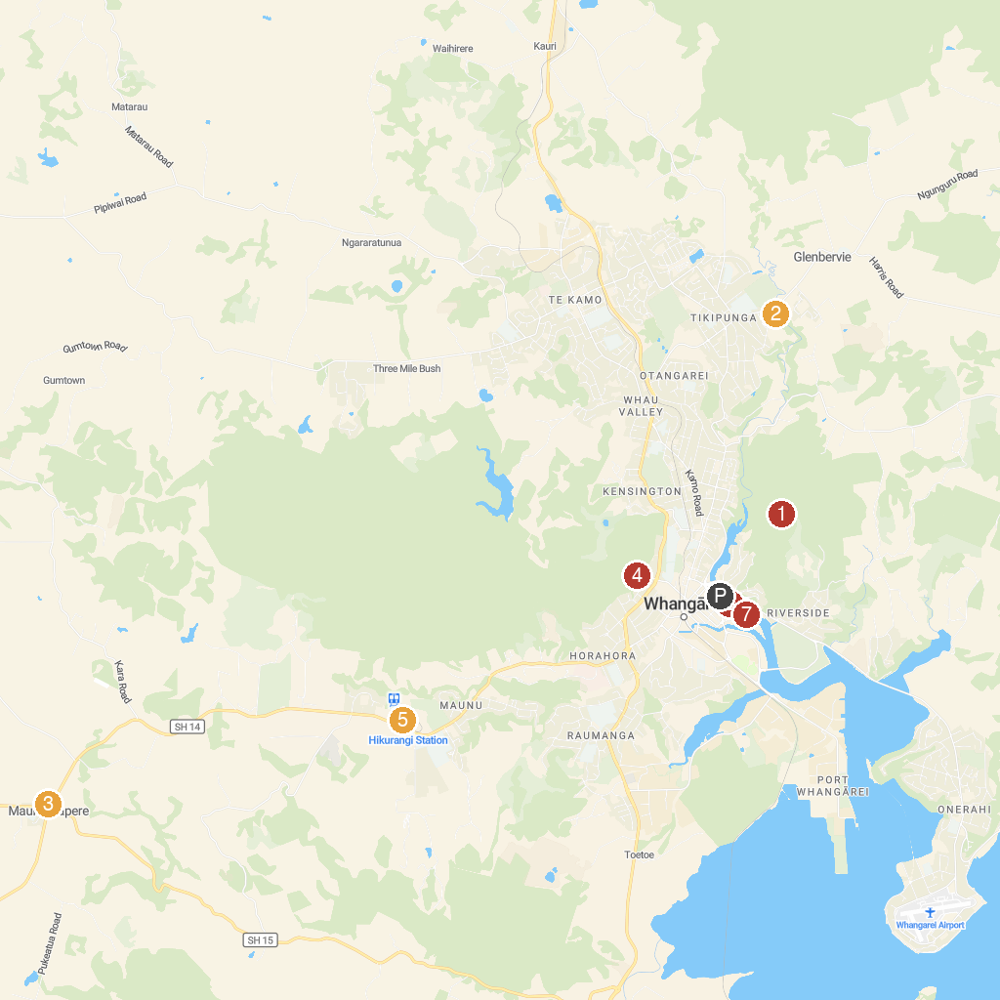 Kauri
Waihirere
Matarau
Matarau Road
Ngunguru Road
Pipiwai Road
Ngararatunua
Glenbervie
Harris Road
TE KAMO
2
TIKIPUNGA
Gumtown Road
Three Mile Bush
OTANGAREI
Gumtown
WHAU
VALLEY
Kamo Road
KENSINGTON
1
4
P
Whangār
7
RIVERSIDE
HORAHORA
Kara Road
MAUNU
5
SH 14
Hikurangi Station
RAUMANGA
PORT
WHANGĀREI
3
ONERAHI
Toetoe
Whangarei Airport
SH 15
Pukeatua Road